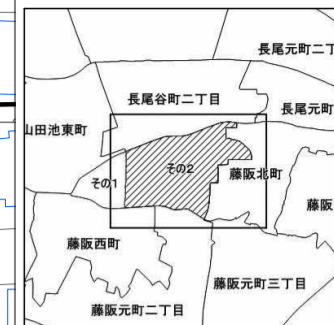 長尾元町二丁
長尾谷町二丁目
長尾元町
山田池東町
その2
その1
藤阪北町
藤阪
藤阪西町
藤阪元町三丁目
藤阪元町二丁目